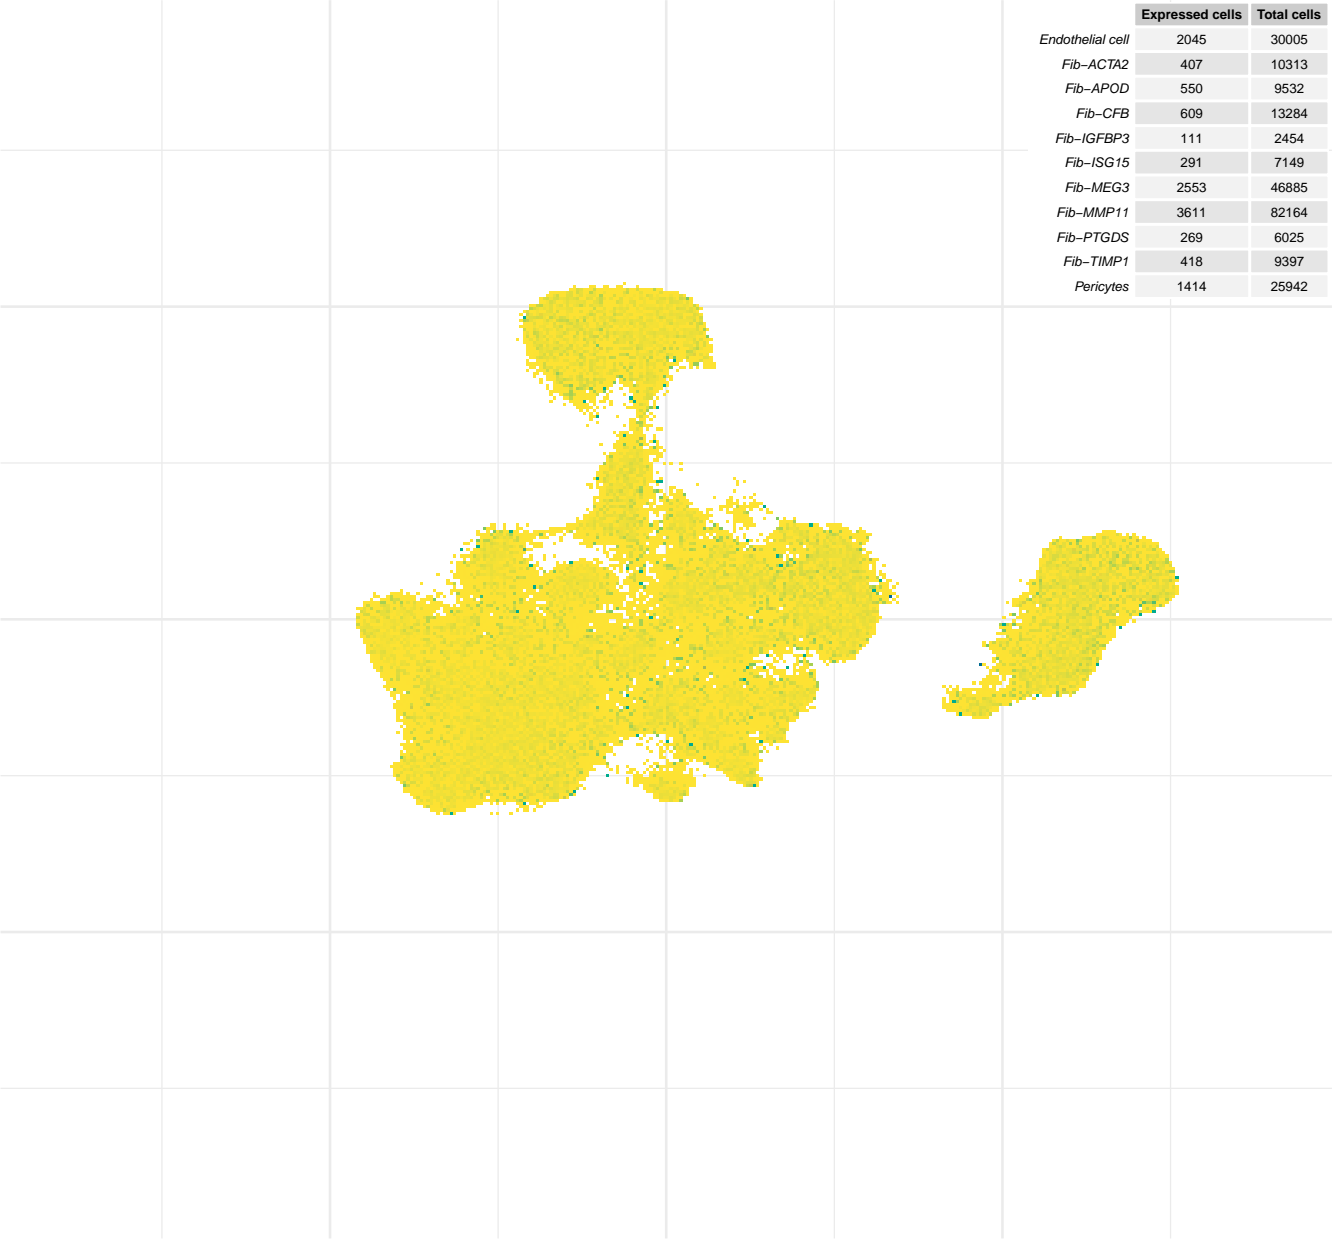 Expressed cells Total cells
Endothelial cell 2045 30005
Fib−ACTA2 407 10313
Fib−APOD 550 9532
Fib−CFB 609 13284
Fib−IGFBP3 111 2454
Fib−ISG15 291 7149
Fib−MEG3 2553 46885
Fib−MMP11 3611 82164
Fib−PTGDS 269 6025
Fib−TIMP1 418 9397
Pericytes 1414 25942